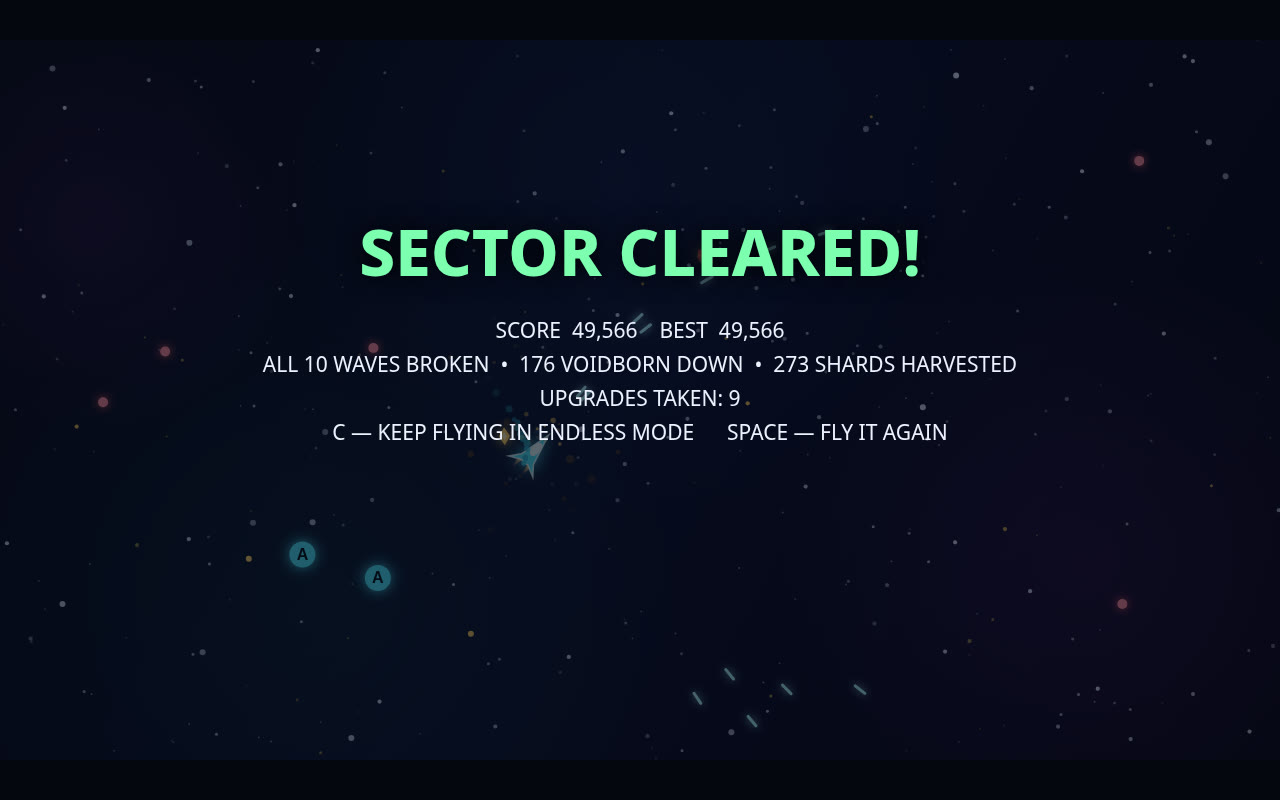 SECTOR CLEARED!
SCORE 49,566 BEST 49,566
ALL 10 WAVES BROKEN • 176 VOIDBORN DOWN • 273 SHARDS HARVESTED
UPGRADES TAKEN: 9
C — KEEP FLYING IN ENDLESS MODE SPACE — FLY IT AGAIN
A
A